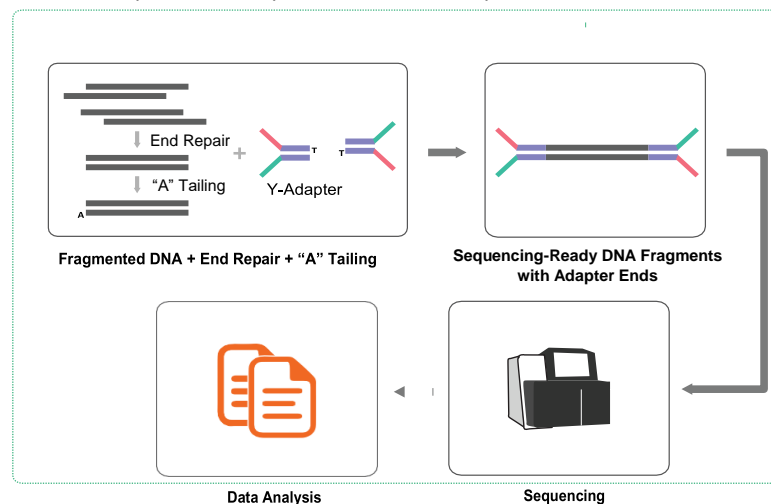 End Repair
+
T
T
"A" Tailing
Y-Adapter
A
Fragmented DNA + End Repair + "A" Tailing
Sequencing-Ready DNA Fragments
with Adapter Ends
Data Analysis
Sequencing